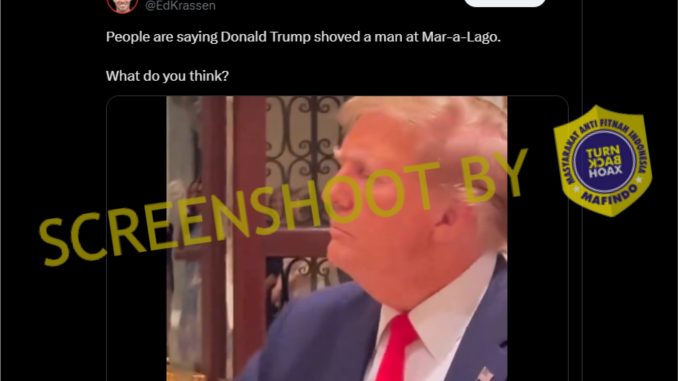 @EdKrassen
People are saying Donald Trump shoved a man at Mar-a-Lago.
What do you think?
SCREENSHOOT BY
MASYARAKAT ANTI FITNAH INDONESIA
TURN
BACK
HOAX
MAFINDO